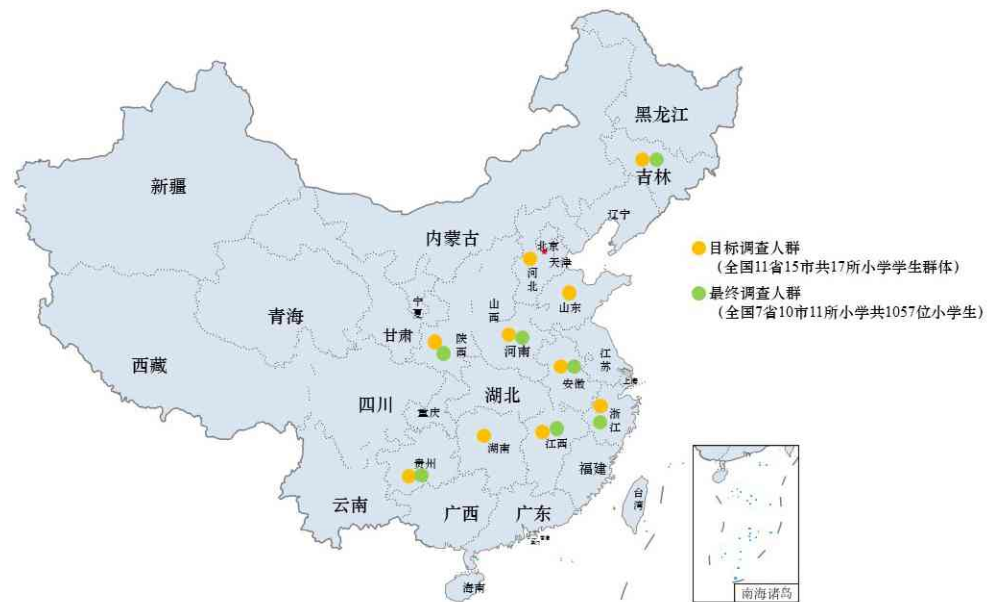 黑龙江
吉林
新疆
辽宁
内蒙古
北京
天津
目标调查人群
(全国11省15市共17所小学学生群体)
河北
宁夏
山西
山东
最终调查人群
(全国7省10市11所小学共1057位小学生)
青海
甘肃
陕西
河南
江苏
西藏
安徽
上海
湖北
四川
重庆
浙江
湖南
江西
贵州
福建
云南
广西
广东
台湾
海南
南海诸岛